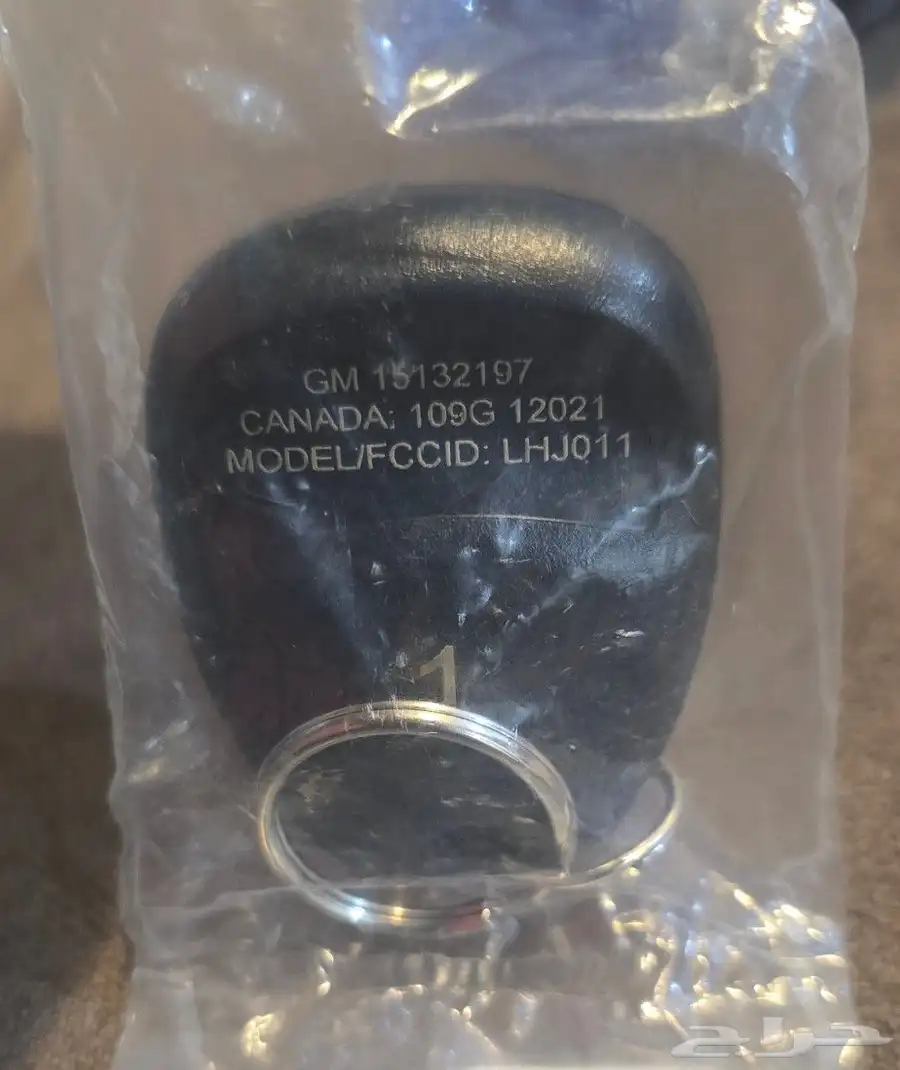 GM 15132197
CANADA: 109G 12021
MODEL/FCCID: LHJ011
1
حراج